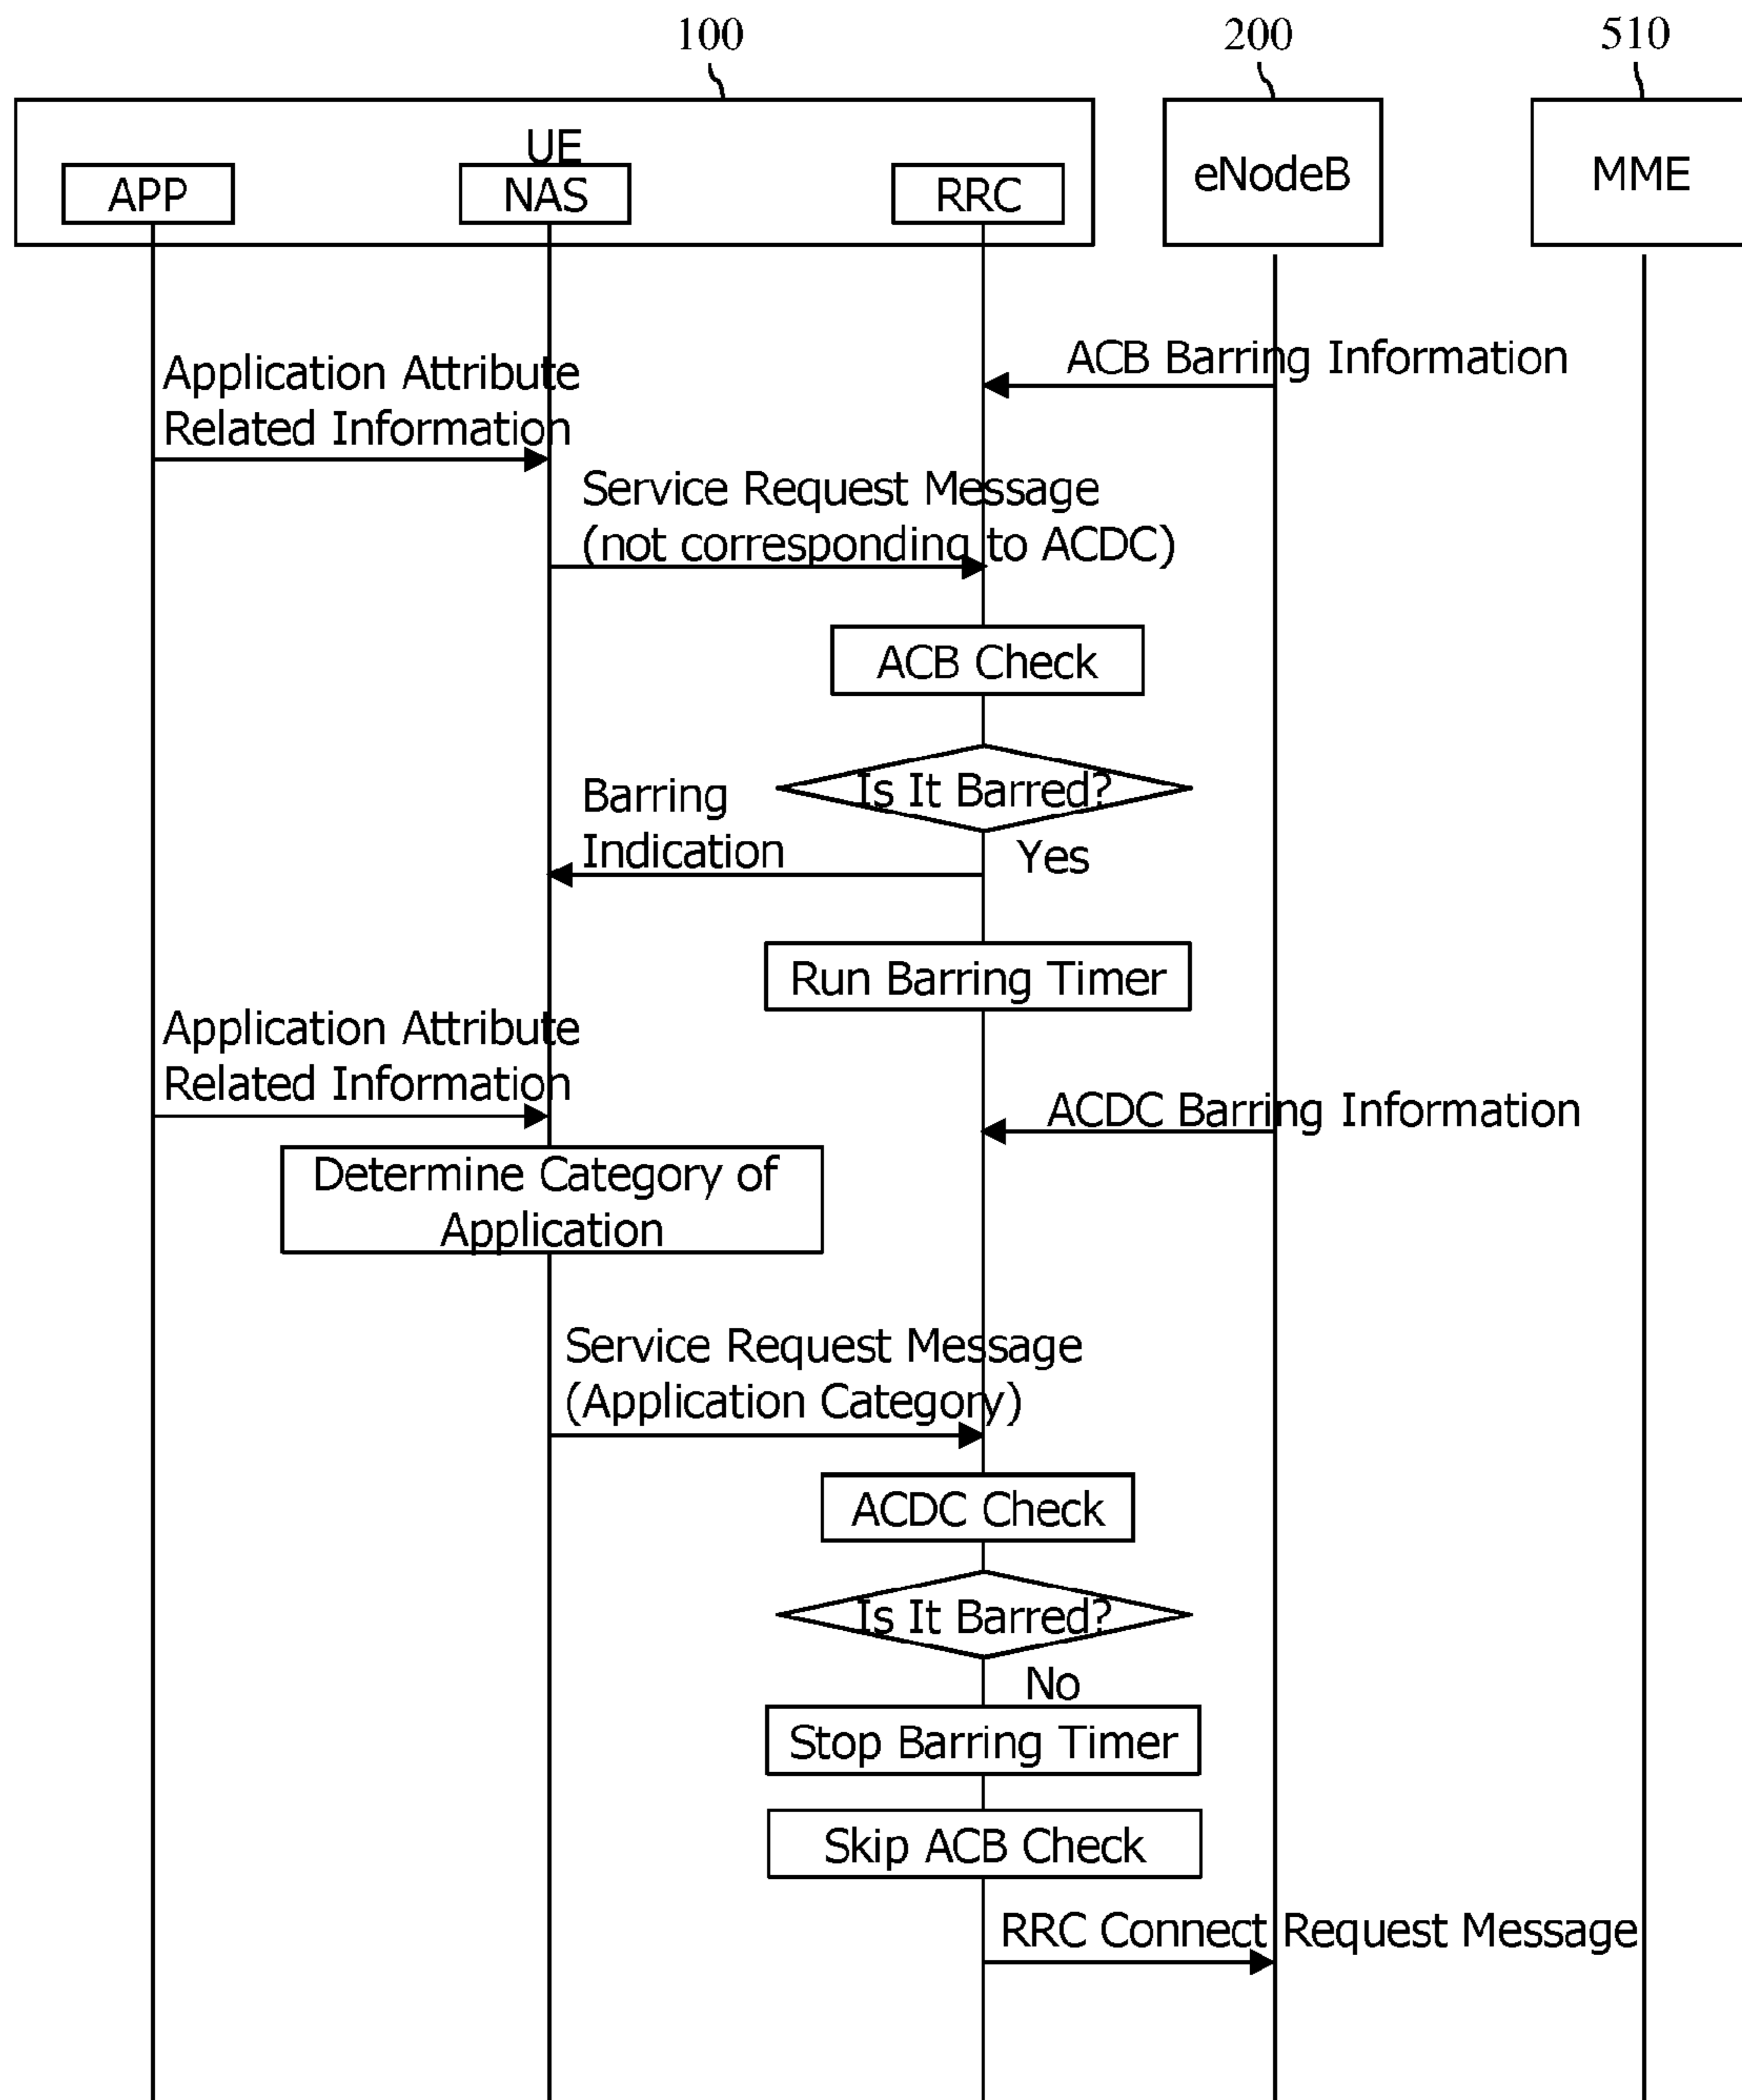 100
200
510
UE
APP
NAS
RRC
eNodeB
MME
ACB Barring Information
Application Attribute
Related Information
Service Request Message
(not corresponding to ACDC)
ACB Check
Is It Barred?
Barring
Indication
Yes
Run Barring Timer
Application Attribute
Related Information
ACDC Barring Information
Determine Category of
Application
Service Request Message
(Application Category)
ACDC Check
Is It Barred?
No
Stop Barring Timer
Skip ACB Check
RRC Connect Request Message